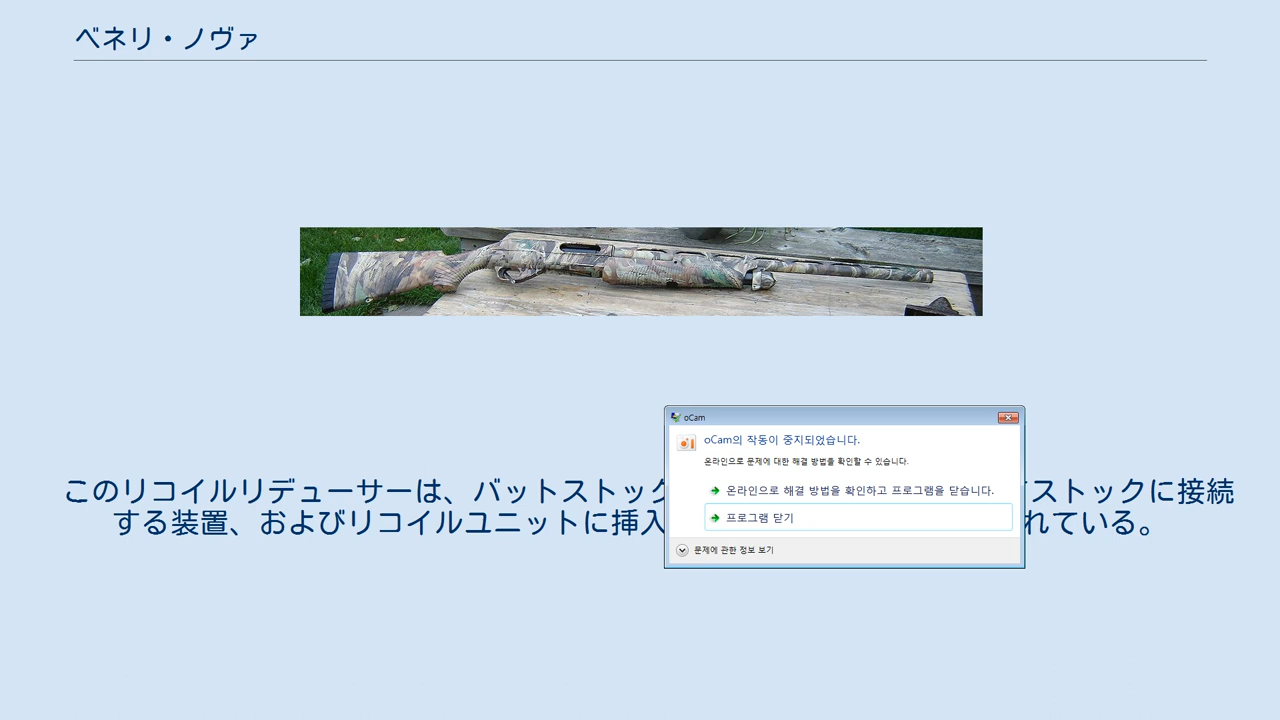 ベネリ・ノヴァ
oCam
oCam의 작동이 중지되었습니다.
온라인으로 문제에 대한 해결 방법을 확인할 수 있습니다.
온라인으로 해결 방법을 확인하고 프로그램을 닫습니다.
프로그램 닫기
문제에 관한 정보 보기
このリコイルリデューサーは、バットストック ストックに接続
する装置、およびリコイルユニットに挿入 れている。